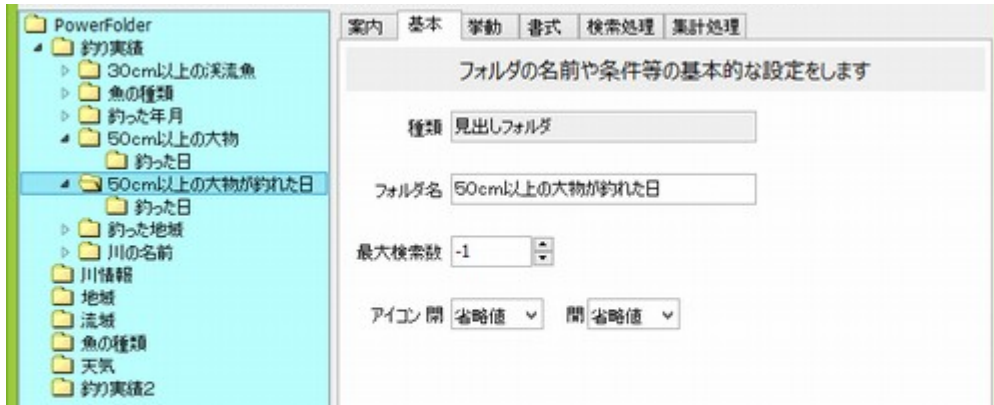 PowerFolder
釣り実績
30cm以上の渓流魚
魚の種類
釣った年月
50cm以上の大物
釣った日
50cm以上の大物が釣れた日
釣った日
釣った地域
川の名前
川情報
地域
流域
魚の種類
天気
釣り実績2
案内 基本 挙動 書式 検索処理 集計処理
フォルダの名前や条件等の基本的な設定をします
種類 見出しフォルダ
フォルダ名 50cm以上の大物が釣れた日
最大検索数 -1
アイコン 閉 省略値 開 省略値